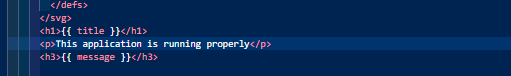 </defs>
</svg>
<h1>{{ title }}</h1>
<p>This application is running properly</p>
<h3>{{ message }}</h3>